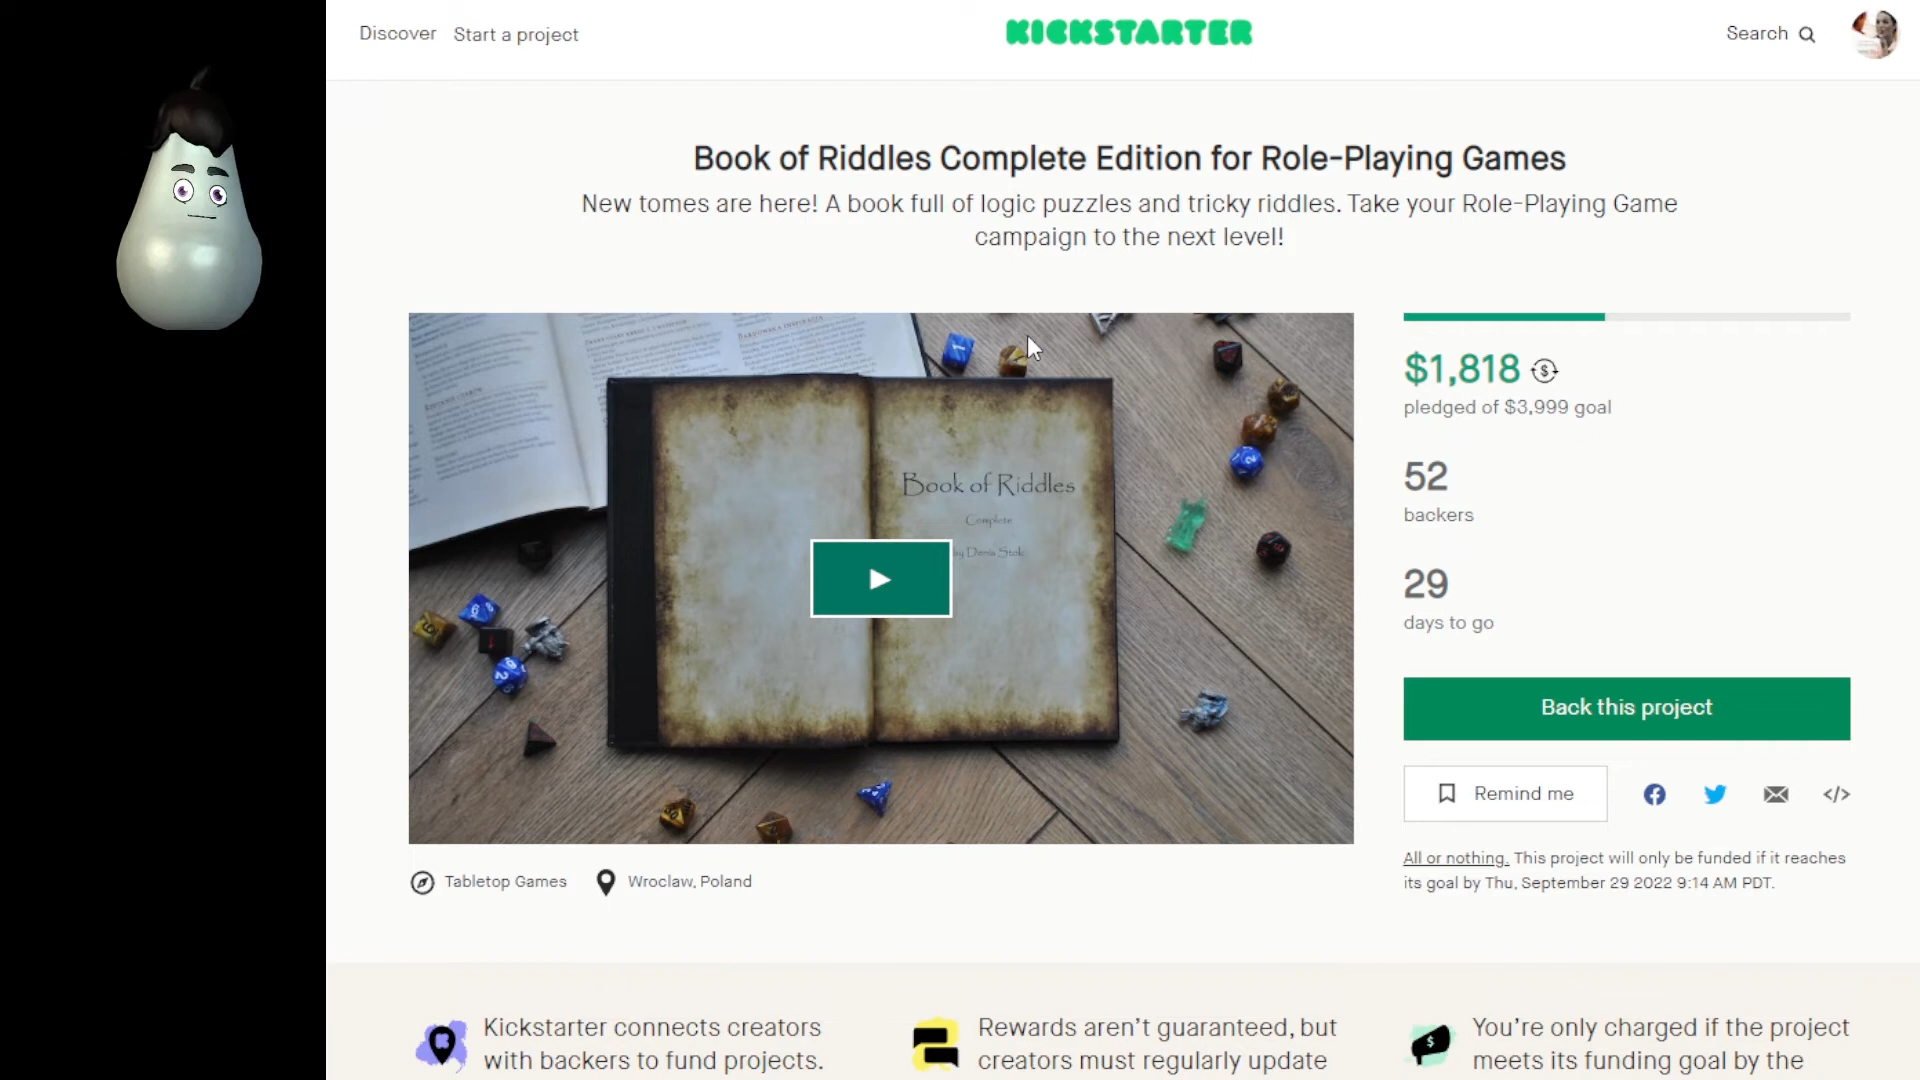 Discover
Start a project
KICKSTARTER
Search
Book of Riddles Complete Edition for Role-Playing Games
New tomes are here! A book full of logic puzzles and tricky riddles. Take your Role-Playing Game
campaign to the next level!
Book of Riddles
Complete
$1,818
pledged of $3,999 goal
52
backers
29
days to go
Back this project
Remind me
All or nothing. This project will only be funded if it reaches
its goal by Thu, September 29 2022 9:14 AM PDT.
Tabletop Games
Wroclaw, Poland
Kickstarter connects creators
with backers to fund projects.
Rewards aren't guaranteed, but
creators must regularly update
You're only charged if the project
meets its funding goal by the